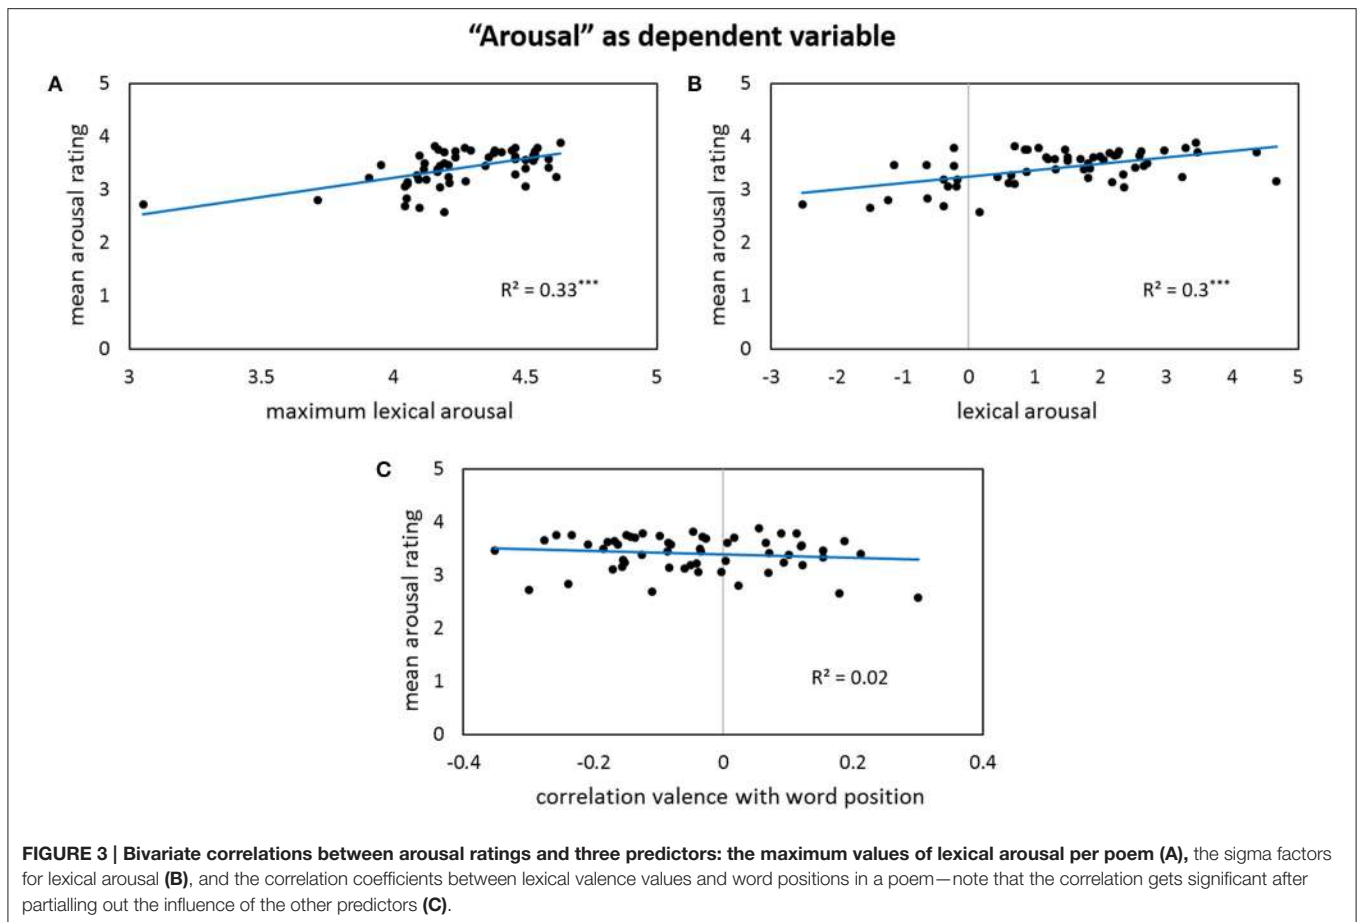 “Arousal” as dependent variable
A
mean arousal rating
5
4
3
2
1
0
3 3.5 4 4.5 5
maximum lexical arousal
R² = 0.33***
B
mean arousal rating
5
4
3
2
1
0
-3 -2 -1 0 1 2 3 4 5
lexical arousal
R² = 0.3***
C
mean arousal rating
5
4
3
2
1
0
-0.4 -0.2 0 0.2 0.4
correlation valence with word position
R² = 0.02
FIGURE 3 | Bivariate correlations between arousal ratings and three predictors: the maximum values of lexical arousal per poem (A), the sigma factors
for lexical arousal (B), and the correlation coefficients between lexical valence values and word positions in a poem—note that the correlation gets significant after
partialling out the influence of the other predictors (C).